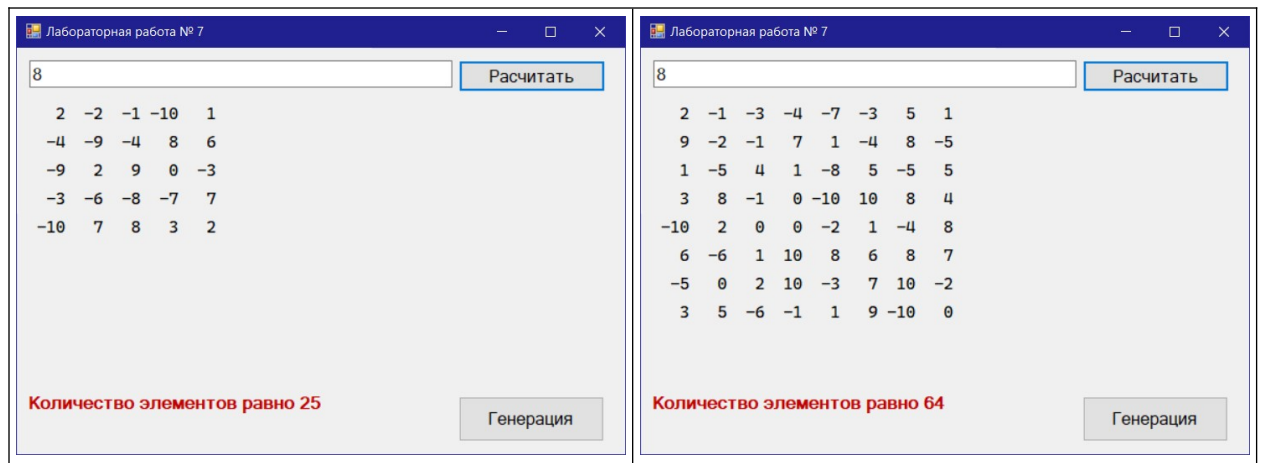 Лабораторная работа № 7
8
Расчитать
2 -2 -1 -10 1
-4 -9 -4 8 6
-9 2 9 0 -3
-3 -6 -8 -7 7
-10 7 8 3 2
Количество элементов равно 25
Генерация
Лабораторная работа № 7
8
Расчитать
2 -1 -3 -4 -7 -3 5 1
9 -2 -1 7 1 -4 8 -5
1 -5 4 1 -8 5 -5 5
3 8 -1 0 -10 10 8 4
-10 2 0 0 -2 1 -4 8
6 -6 1 10 8 6 8 7
-5 0 2 10 -3 7 10 -2
3 5 -6 -1 1 9 -10 0
Количество элементов равно 64
Генерация